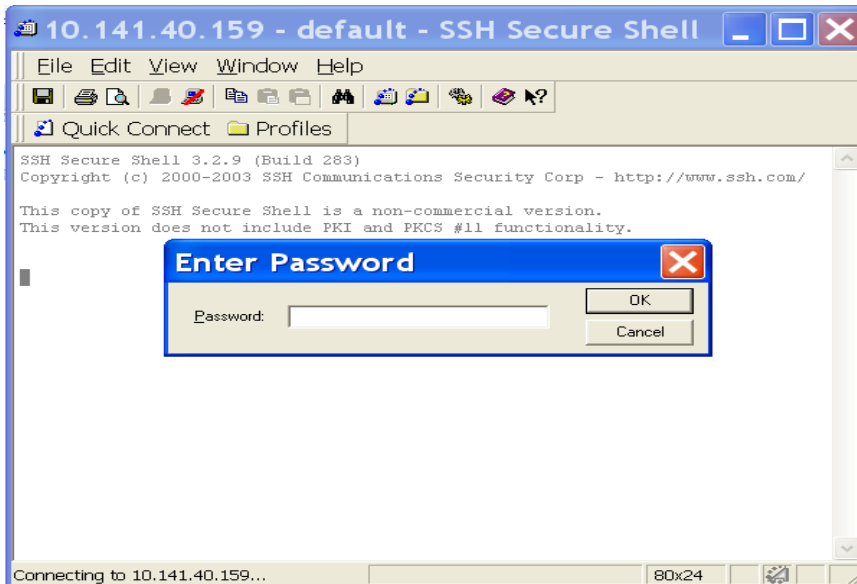 10.141.40.159 - default - SSH Secure Shell
File Edit View Window Help
Quick Connect Profiles
SSH Secure Shell 3.2.9 (Build 283)
Copyright (c) 2000-2003 SSH Communications Security Corp - http://www.ssh.com/
This copy of SSH Secure Shell is a non-commercial version.
This version does not include PKI and PKCS #11 functionality.
Enter Password
Password:
OK
Cancel
Connecting to 10.141.40.159...
80x24